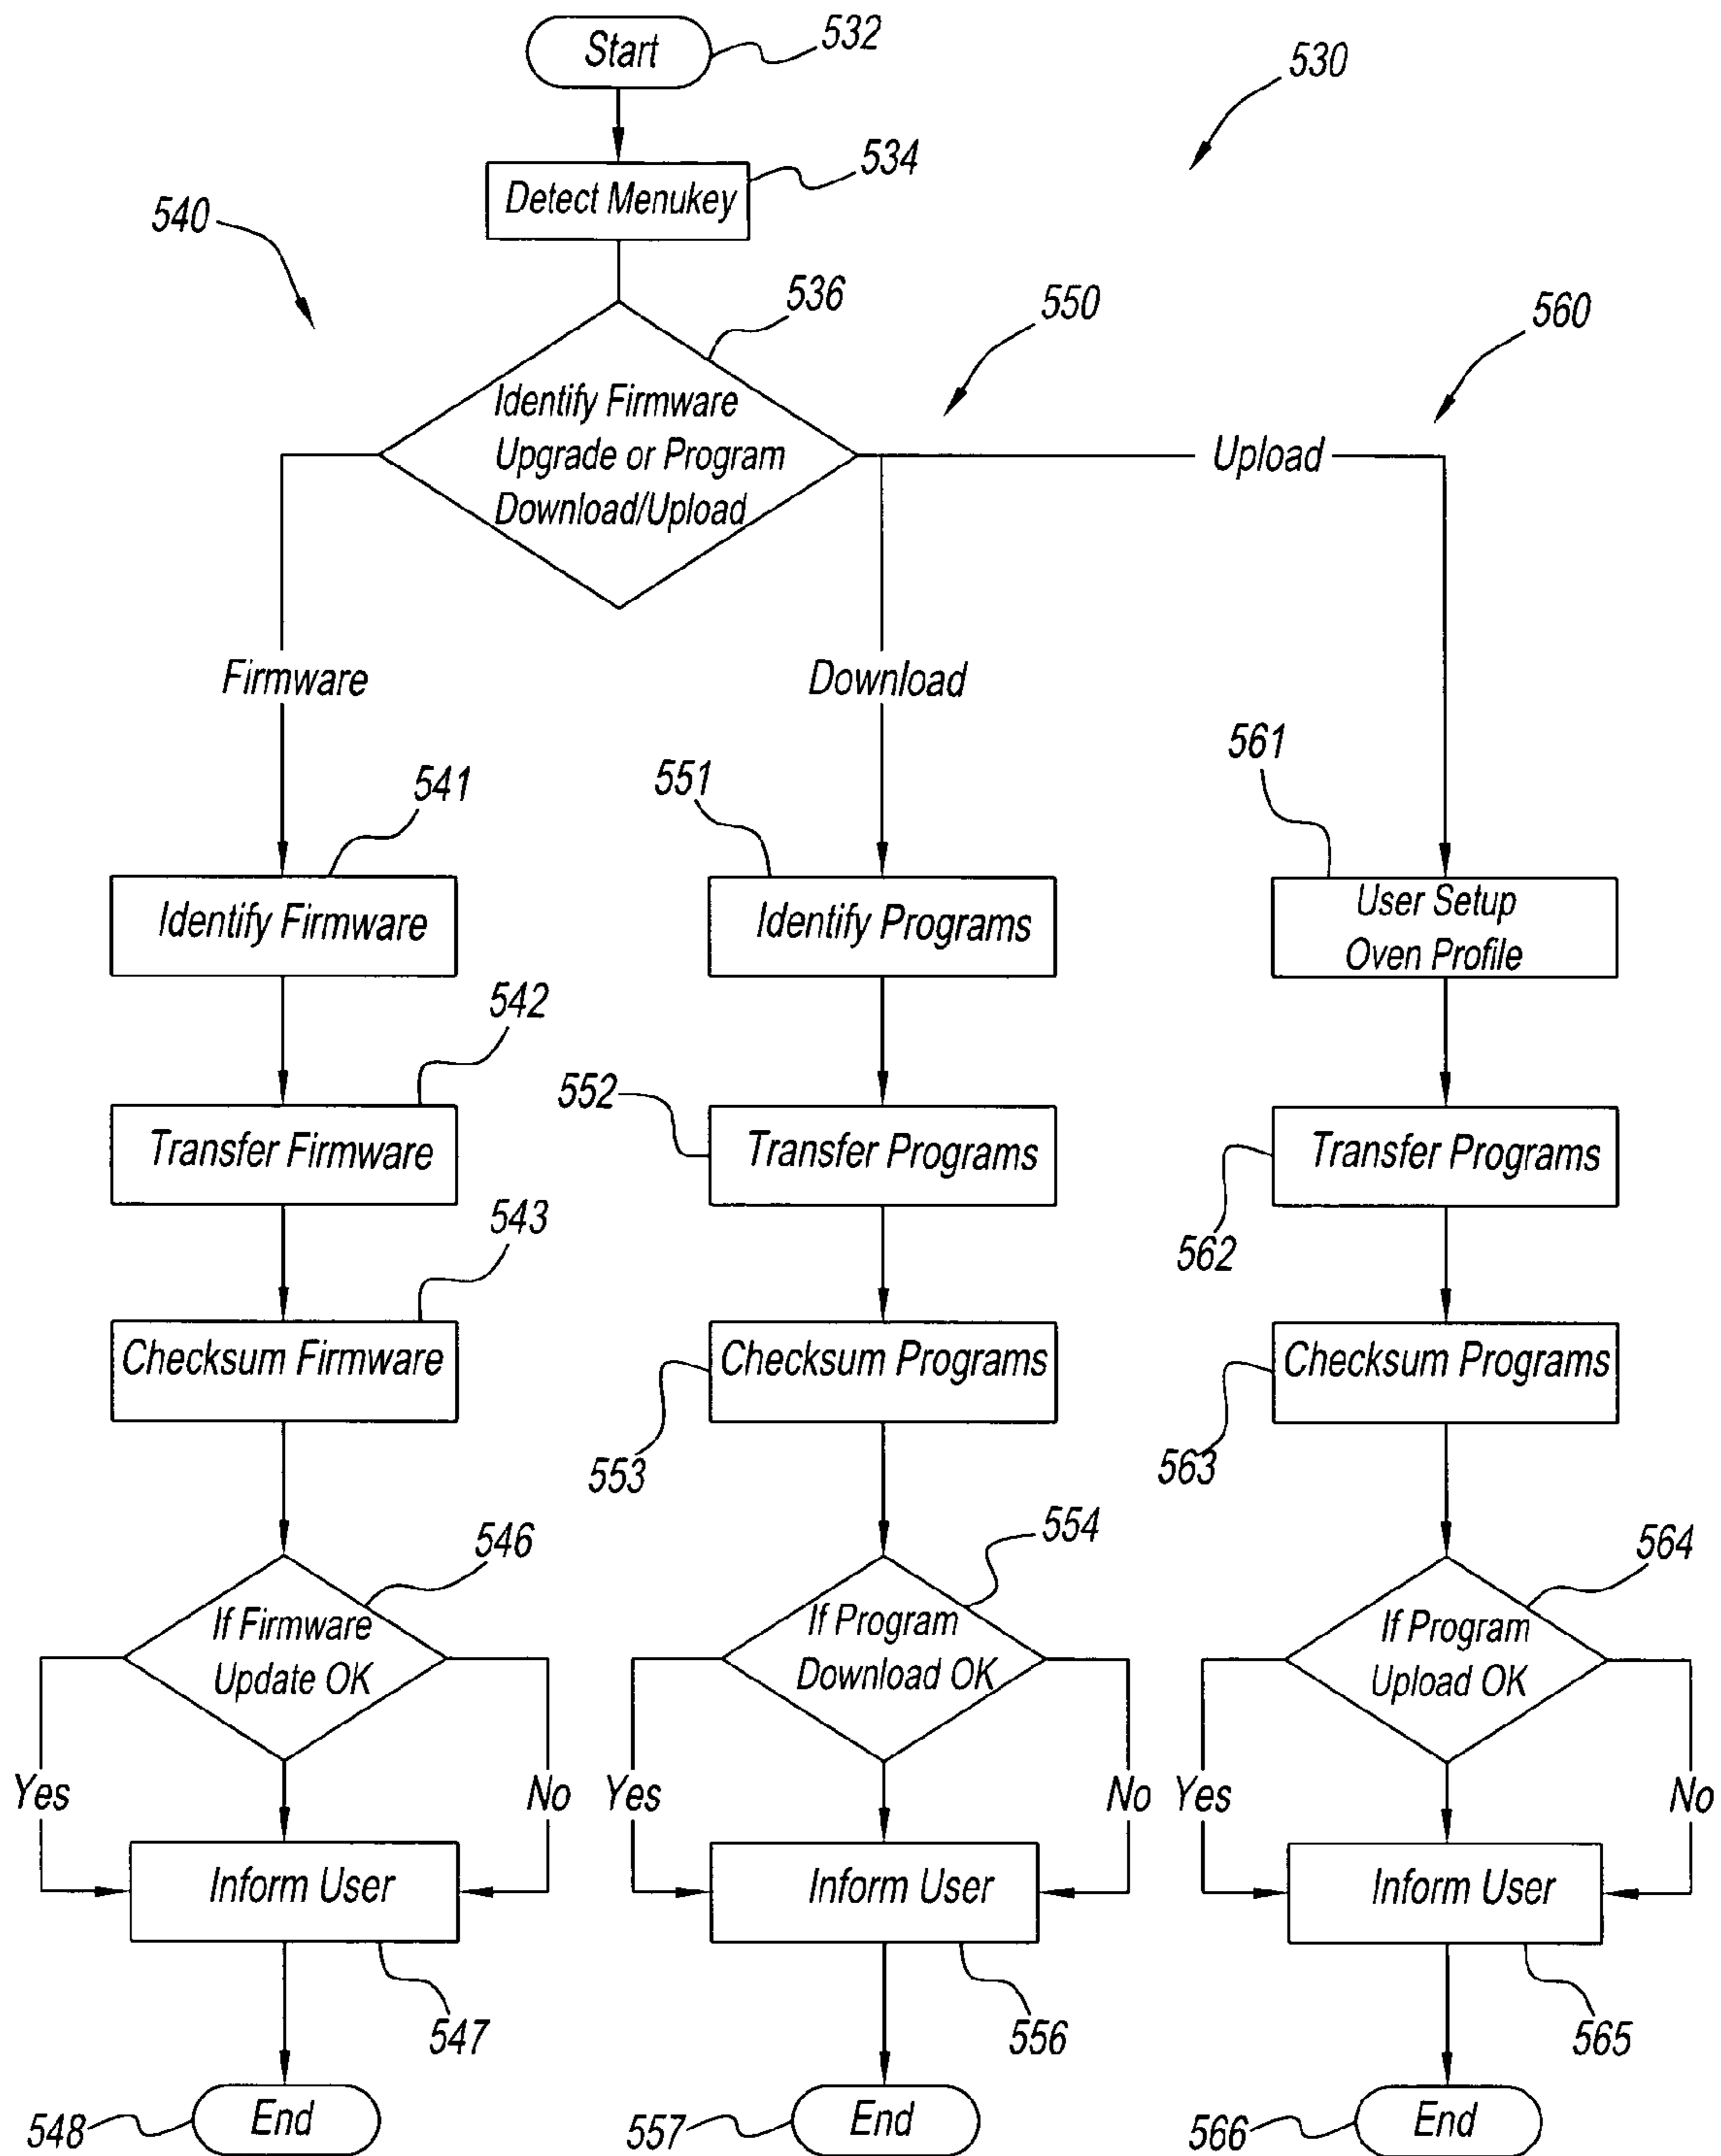 Start
532
530
Detect Menukey
534
540
536
550
560
Identify Firmware
Upgrade or Program
Download/Upload
Upload
Firmware
Download
541
551
561
Identify Firmware
Identify Programs
User Setup
Oven Profile
542
552
Transfer Firmware
Transfer Programs
Transfer Programs
543
562
Checksum Firmware
Checksum Programs
Checksum Programs
553
563
546
554
564
If Firmware
Update OK
If Program
Download OK
If Program
Upload OK
Yes
No
Yes
No
Yes
No
Inform User
Inform User
Inform User
547
556
565
548
End
557
End
566
End